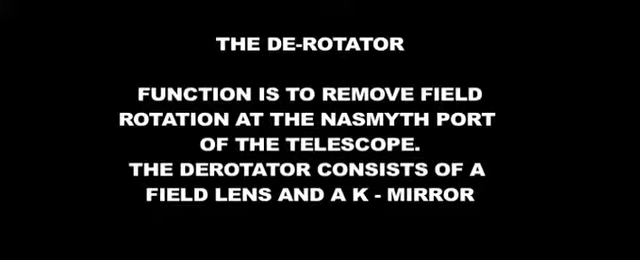 THE DE-ROTATOR
FUNCTION IS TO REMOVE FIELD
ROTATION AT THE NASMYTH PORT
OF THE TELESCOPE.
THE DEROTATOR CONSISTS OF A
FIELD LENS AND A K - MIRROR